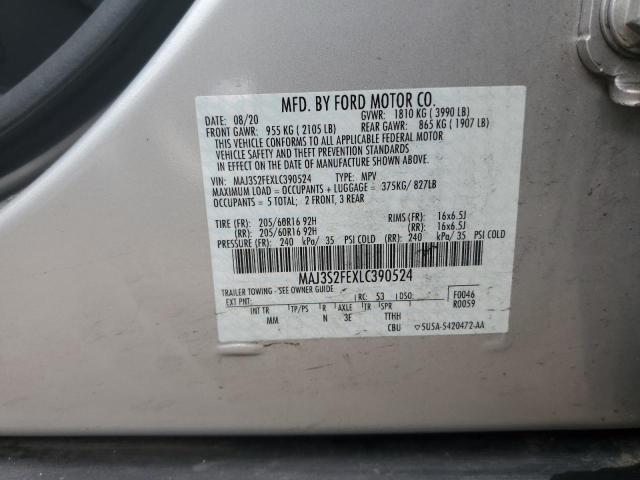 MFD. BY FORD MOTOR CO.
DATE: 08/20 GVWR: 1810 KG ( 3990 LB)
FRONT GAWR: 955 KG ( 2105 LB) REAR GAWR: 865 KG ( 1907 LB)
THIS VEHICLE CONFORMS TO ALL APPLICABLE FEDERAL MOTOR
VEHICLE SAFETY AND THEFT PREVENTION STANDARDS
IN EFFECT ON THE DATE OF MANUFACTURE SHOWN ABOVE.
VIN: MAJ3S2FEXLC390524 TYPE: MPV
MAXIMUM LOAD = OCCUPANTS + LUGGAGE = 375KG/ 827LB
OCCUPANTS = 5 TOTAL; 2 FRONT, 3 REAR
TIRE (FR): 205/60R16 92H RIMS (FR): 16x6.5J
(RR): 205/60R16 92H (RR): 16x6.5J
PRESSURE (FR): 240 kPa/ 35 PSI COLD (RR): 240 kPa/ 35 PSI COLD
MAJ3S2FEXLC390524
TRAILER TOWING - SEE OWNER GUIDE
EXT PNT: RC: 53 DSO: F0046
INT TR TP/PS R AXLE TR SPR R0059
MM N 3E TTHH
CBU ▽5U5A-5420472-AA